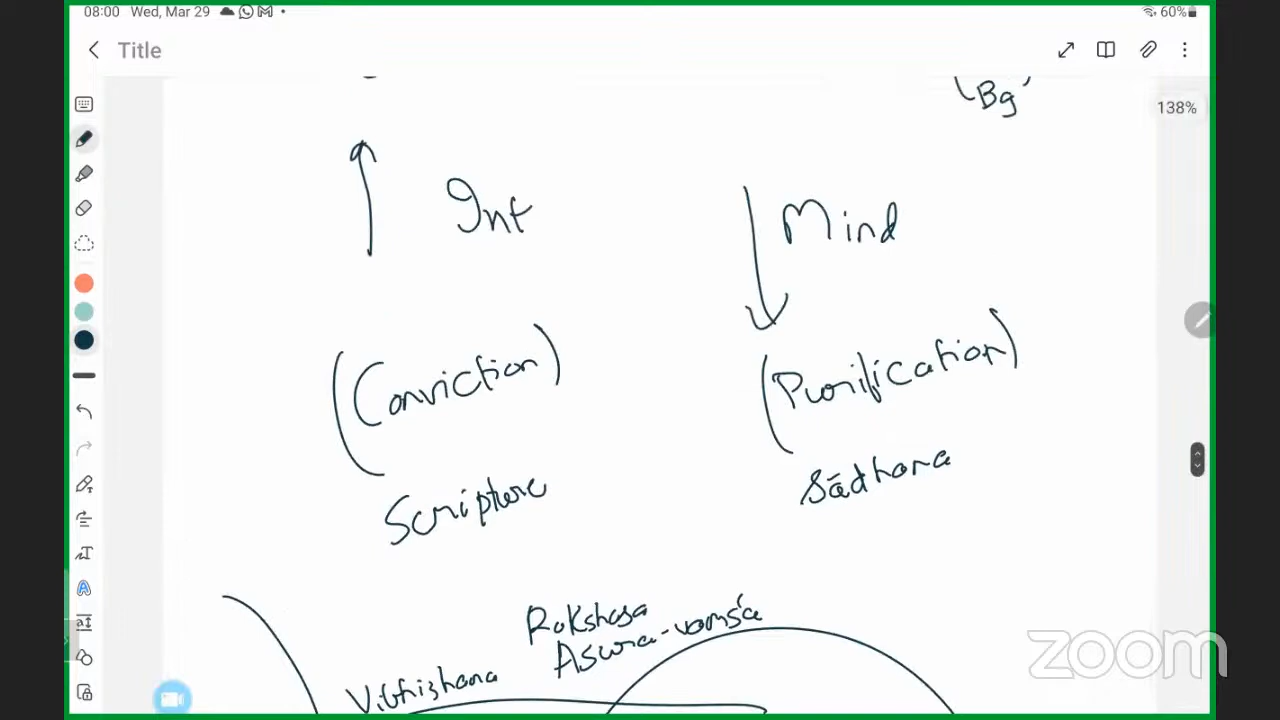 08:00 Wed, Mar 29
60%
Title
138%
(Bg)
Int
Mind
(Conviction)
(Purification)
Scripture
Sādhana
Rakshasa
Asura-vamśa
Vibhishana
zoom